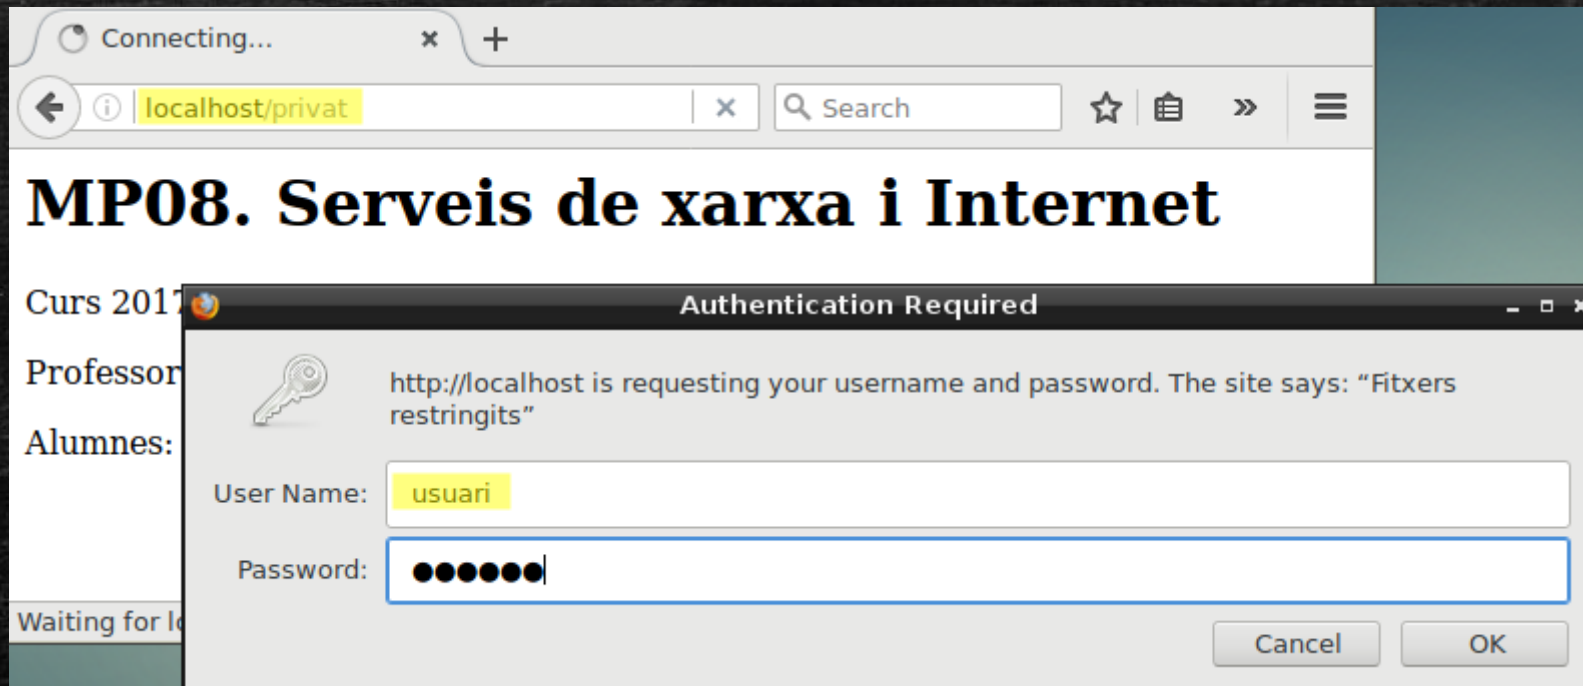 Connecting...
localhost/privat
Search
MP08. Serveis de xarxa i Internet
Curs 2017
Professor
Alumnes:
Authentication Required
http://localhost is requesting your username and password. The site says: “Fitxers
restringits”
User Name: usuari
Password: ●●●●●●
Waiting for
Cancel OK